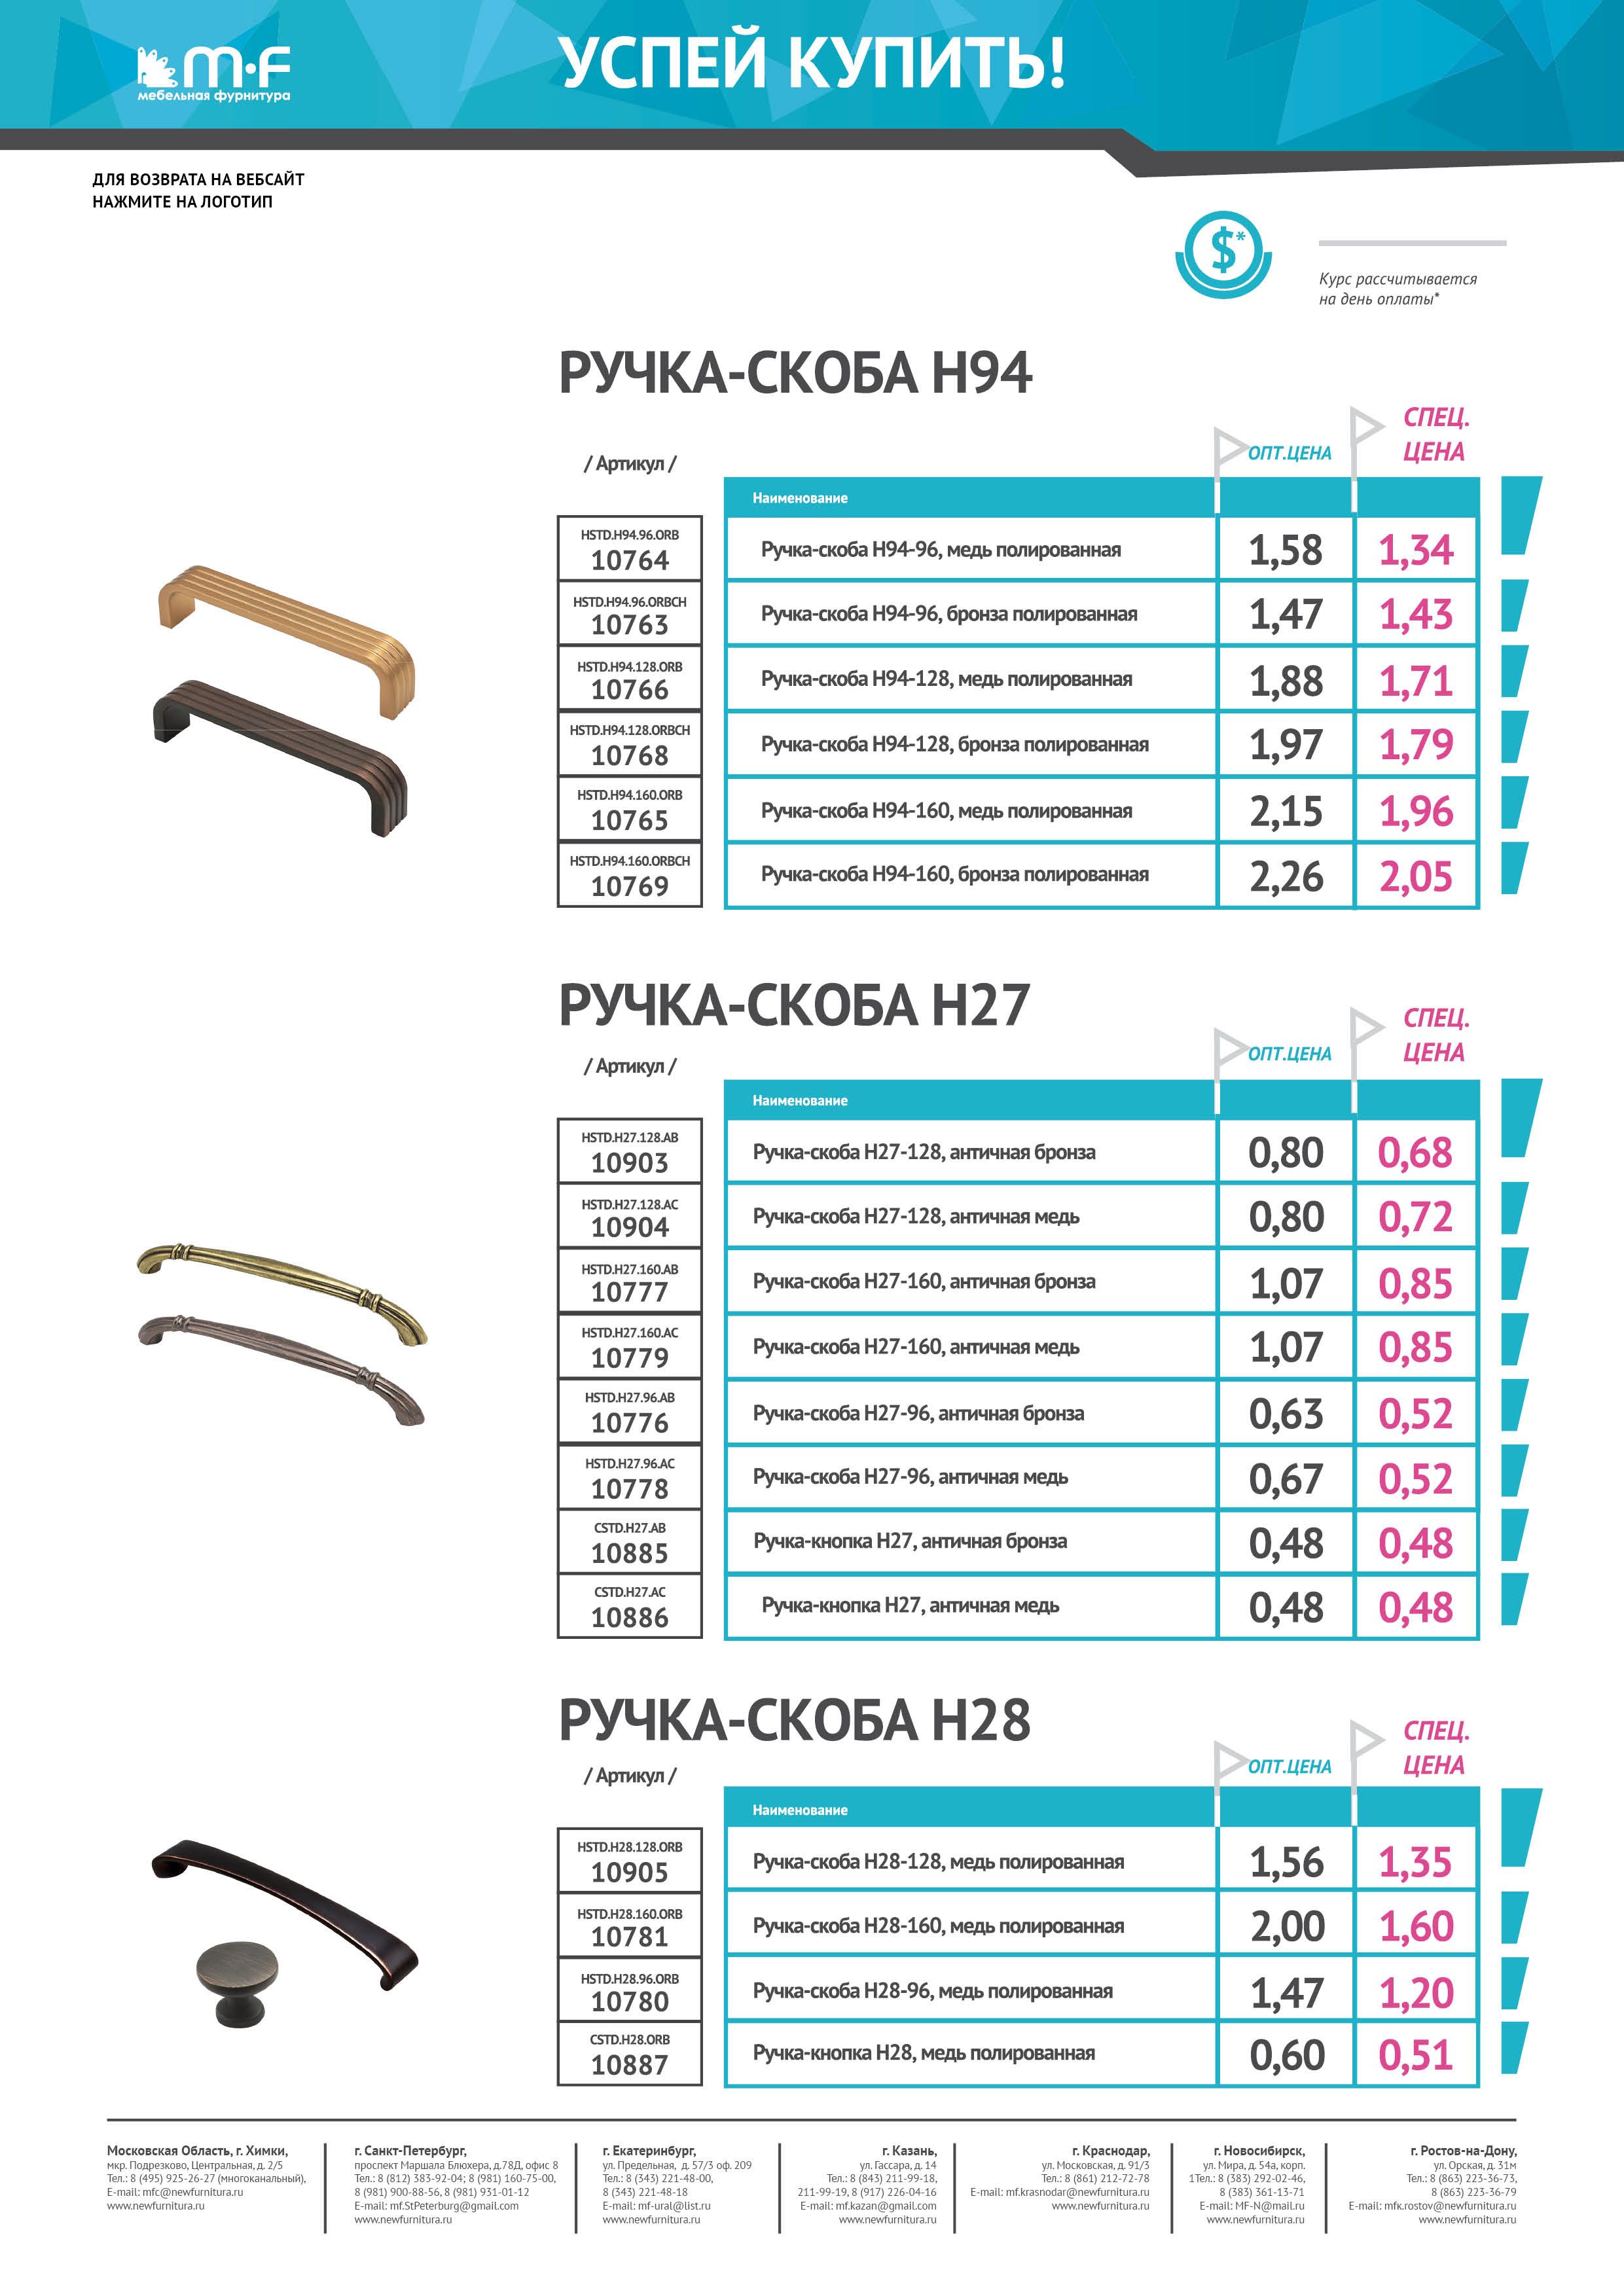 м·F
мебельная фурнитура
УСПЕЙ КУПИТЬ!
ДЛЯ ВОЗВРАТА НА ВЕБСАЙТ
НАЖМИТЕ НА ЛОГОТИП
$*
Курс рассчитывается
на день оплаты*
РУЧКА-СКОБА H94
/ Артикул /
ОПТ.ЦЕНА
СПЕЦ.
ЦЕНА
Наименование
HSTD.H94.96.ORB
10764
Ручка-скоба H94-96, медь полированная
1,58
1,34
HSTD.H94.96.ORBCH
10763
Ручка-скоба H94-96, бронза полированная
1,47
1,43
HSTD.H94.128.ORB
10766
Ручка-скоба H94-128, медь полированная
1,88
1,71
HSTD.H94.128.ORBCH
10768
Ручка-скоба H94-128, бронза полированная
1,97
1,79
HSTD.H94.160.ORB
10765
Ручка-скоба H94-160, медь полированная
2,15
1,96
HSTD.H94.160.ORBCH
10769
Ручка-скоба H94-160, бронза полированная
2,26
2,05
РУЧКА-СКОБА H27
/ Артикул /
ОПТ.ЦЕНА
СПЕЦ.
ЦЕНА
Наименование
HSTD.H27.128.AB
10903
Ручка-скоба H27-128, античная бронза
0,80
0,68
HSTD.H27.128.AC
10904
Ручка-скоба H27-128, античная медь
0,80
0,72
HSTD.H27.160.AB
10777
Ручка-скоба H27-160, античная бронза
1,07
0,85
HSTD.H27.160.AC
10779
Ручка-скоба H27-160, античная медь
1,07
0,85
HSTD.H27.96.AB
10776
Ручка-скоба H27-96, античная бронза
0,63
0,52
HSTD.H27.96.AC
10778
Ручка-скоба H27-96, античная медь
0,67
0,52
CSTD.H27.AB
10885
Ручка-кнопка H27, античная бронза
0,48
0,48
CSTD.H27.AC
10886
Ручка-кнопка H27, античная медь
0,48
0,48
РУЧКА-СКОБА H28
/ Артикул /
ОПТ.ЦЕНА
СПЕЦ.
ЦЕНА
Наименование
HSTD.H28.128.ORB
10905
Ручка-скоба H28-128, медь полированная
1,56
1,35
HSTD.H28.160.ORB
10781
Ручка-скоба H28-160, медь полированная
2,00
1,60
HSTD.H28.96.ORB
10780
Ручка-скоба H28-96, медь полированная
1,47
1,20
CSTD.H28.ORB
10887
Ручка-кнопка H28, медь полированная
0,60
0,51
Московская Область, г. Химки,
мкр. Подрезково, Центральная, д. 2/5
Тел.: 8 (495) 925-26-27 (многоканальный),
E-mail: mfc@newfurnitura.ru
www.newfurnitura.ru
г. Санкт-Петербург,
проспект Маршала Блюхера, д.78Д, офис 8
Тел.: 8 (812) 383-92-04; 8 (981) 160-75-00,
8 (981) 900-88-56, 8 (981) 931-01-12
E-mail: mf.StPeterburg@gmail.com
www.newfurnitura.ru
г. Екатеринбург,
ул. Предельная, д. 57/3 оф. 209
Тел.: 8 (343) 221-48-00,
8 (343) 221-48-18
E-mail: mf-ural@list.ru
www.newfurnitura.ru
г. Казань,
ул. Гассара, д. 14
Тел.: 8 (843) 211-99-18,
211-99-19, 8 (917) 226-04-16
E-mail: mf.kazan@gmail.com
www.newfurnitura.ru
г. Краснодар,
ул. Московская, д. 91/3
Тел.: 8 (861) 212-72-78
E-mail: mf.krasnodar@newfurnitura.ru
www.newfurnitura.ru
г. Новосибирск,
ул. Мира, д. 54а, корп.
1Тел.: 8 (383) 292-02-46,
8 (383) 361-13-71
E-mail: MF-N@mail.ru
www.newfurnitura.ru
г. Ростов-на-Дону,
ул. Орская, д. 31м
Тел.: 8 (863) 223-36-73,
8 (863) 223-36-79
E-mail: mfk.rostov@newfurnitura.ru
www.newfurnitura.ru